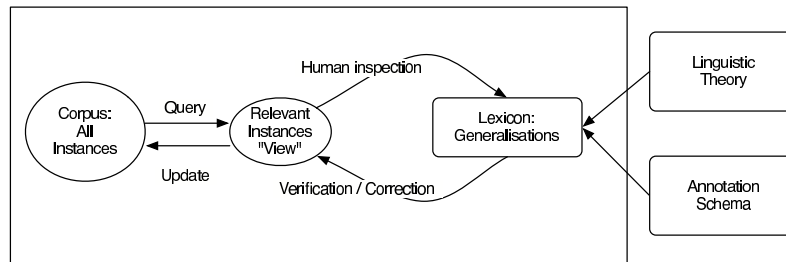 Corpus:
All
Instances
Query
Update
Relevant
Instances
"View"
Human inspection
Verification / Correction
Lexicon:
Generalisations
Linguistic
Theory
Annotation
Schema